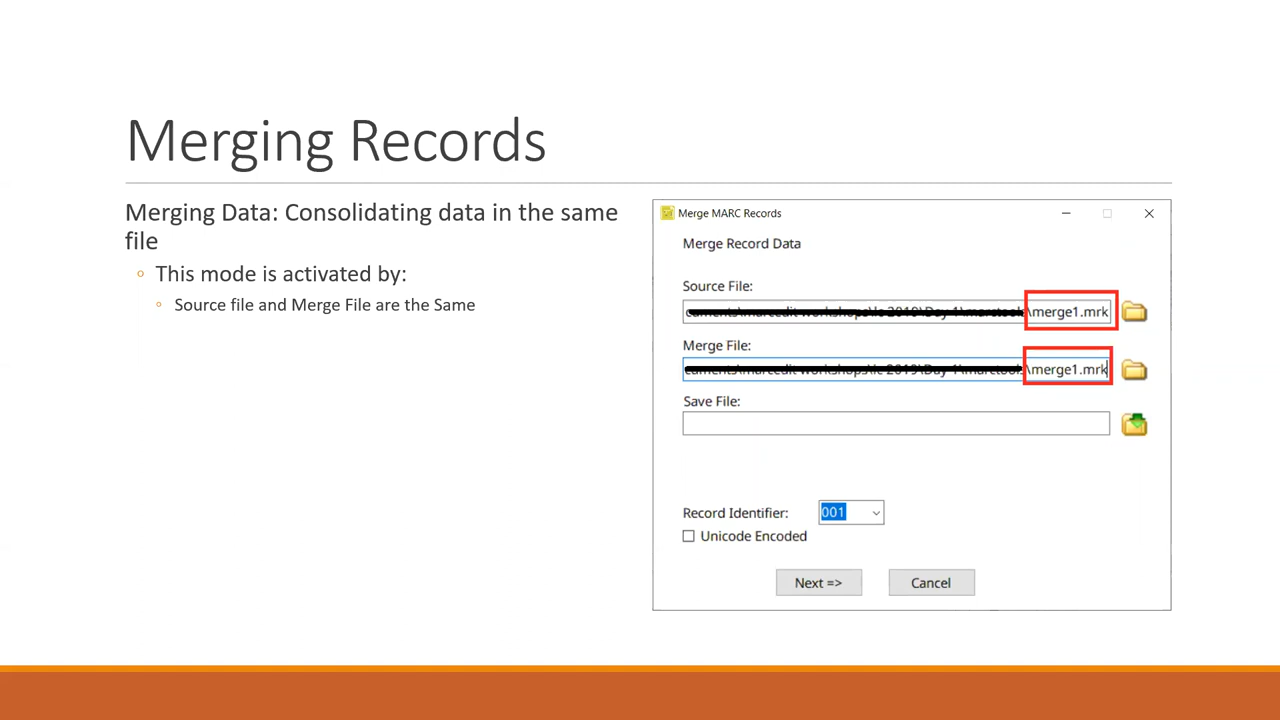 Merging Records
Merging Data: Consolidating data in the same
file
This mode is activated by:
Source file and Merge File are the Same
Merge MARC Records
Merge Record Data
Source File:
\merge1.mrk
Merge File:
\merge1.mrk
Save File:
Record Identifier: 001
Unicode Encoded
Next =>
Cancel